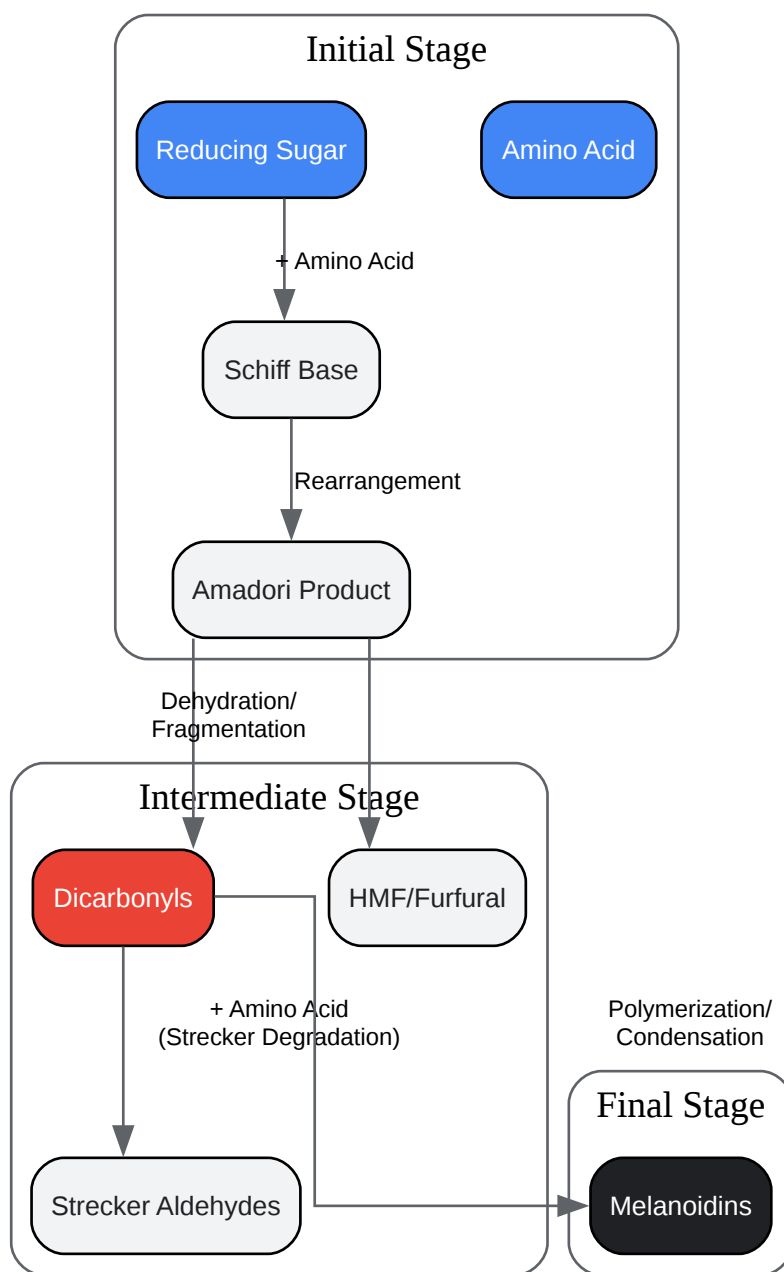 Initial Stage
Reducing Sugar
Amino Acid
+ Amino Acid
Schiff Base
Rearrangement
Amadori Product
Dehydration/
Fragmentation
Intermediate Stage
Dicarbonyls
HMF/Furfural
+ Amino Acid
(Strecker Degradation)
Polymerization/
Condensation
Final Stage
Strecker Aldehydes
Melanoidins